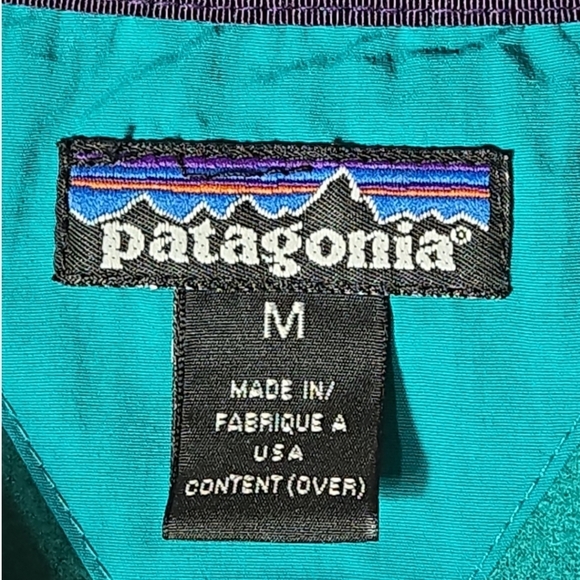 patagonia®
M
MADE IN/
FABRIQUE A
USA
CONTENT (OVER)